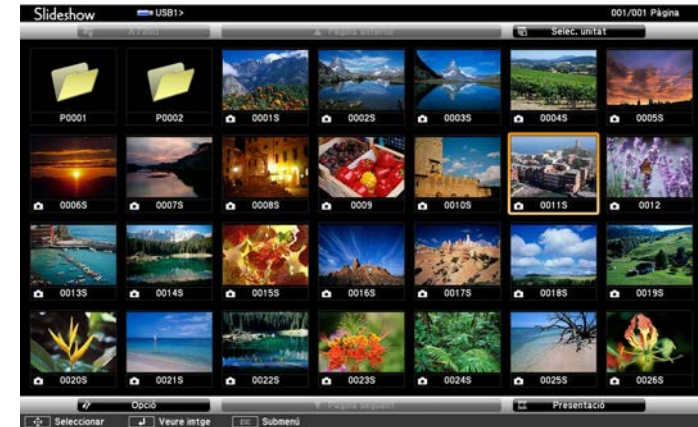 Slideshow USB1> 001/001 Pàgina
A l'inici Pàgina anterior Selec. unitat
P0001 P0002 0001S 0002S 0003S 0004S 0005S
0006S 0007S 0008S 0009 0010S 0011S 0012
0013S 0014S 0015S 0016S 0017S 0018S 0019S
0020S 0021S 0022S 0023S 0024S 0025S 0026S
Opció Pàgina següent Presentació
Seleccionar Veure imtge Esc Submenú